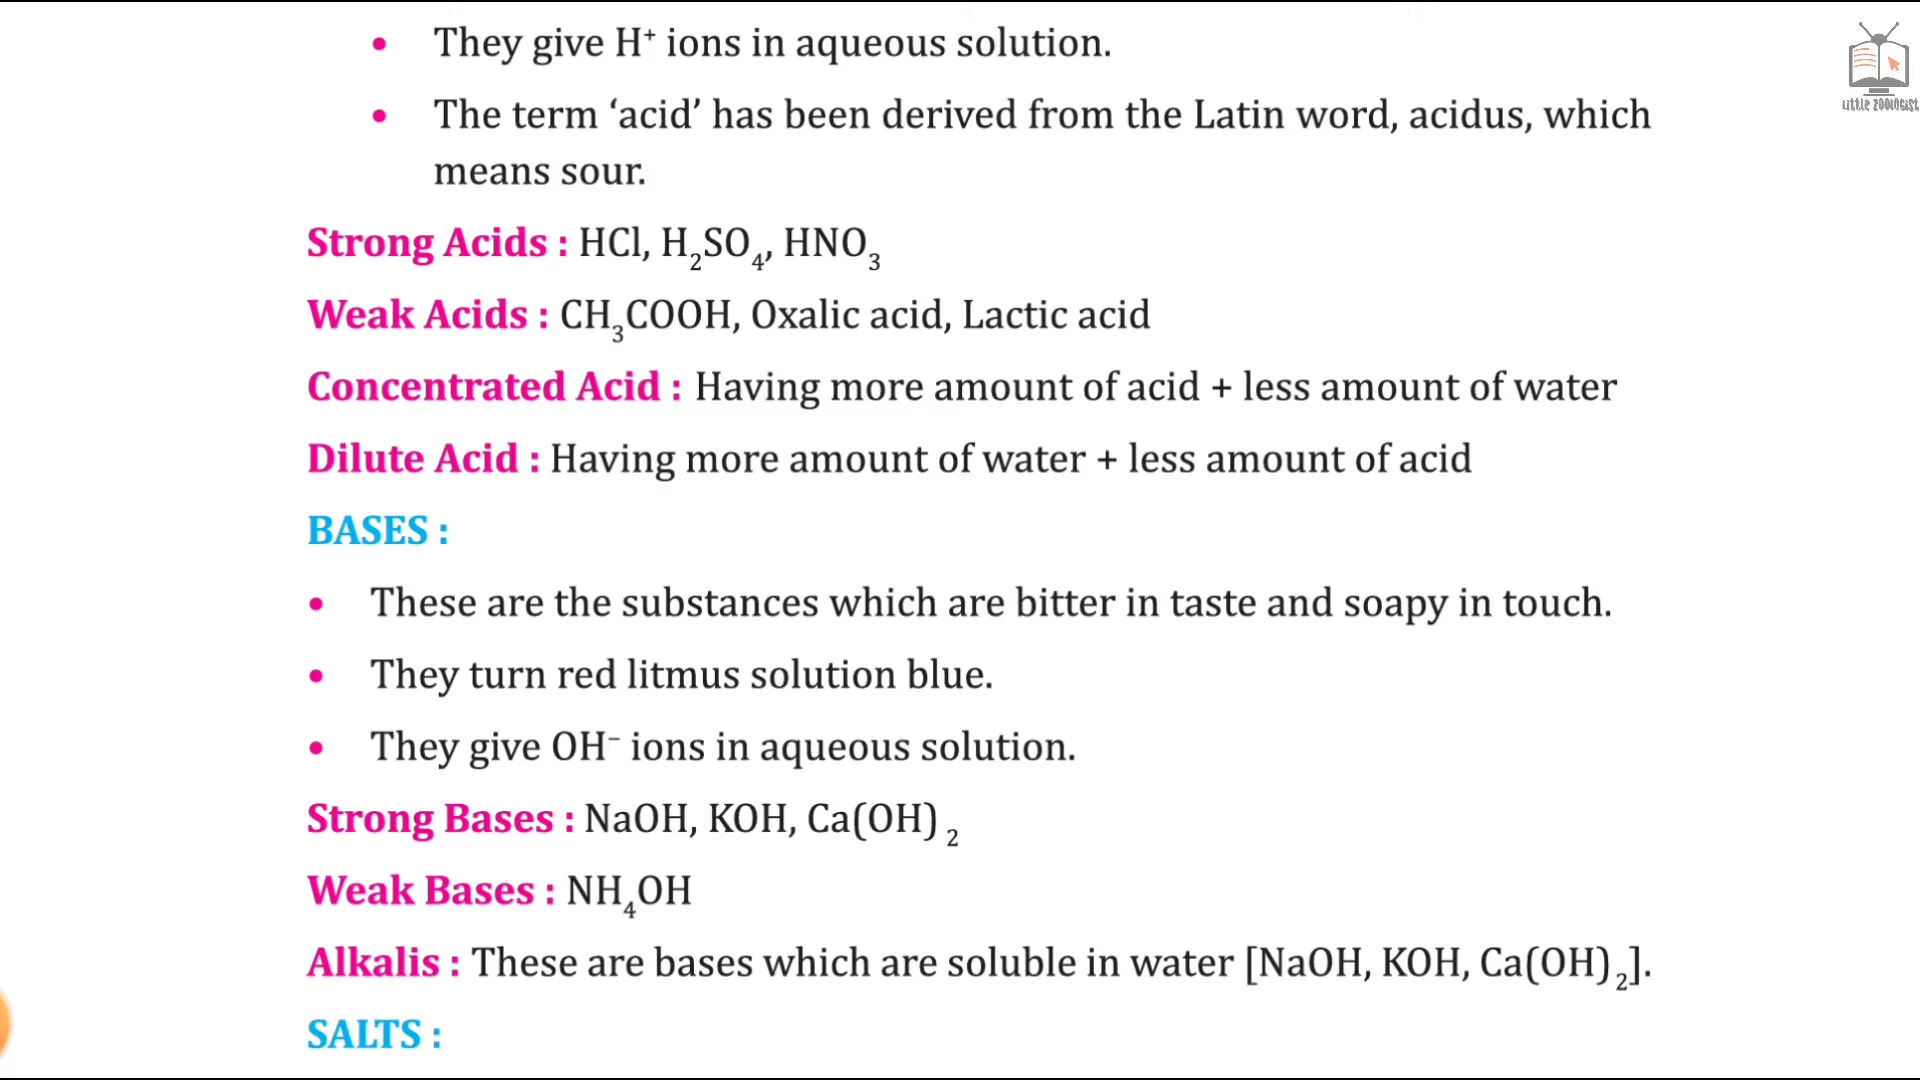 • They give H⁺ ions in aqueous solution.
• The term ‘acid’ has been derived from the Latin word, acidus, which
means sour.
Strong Acids : HCl, H₂SO₄, HNO₃
Weak Acids : CH₃COOH, Oxalic acid, Lactic acid
Concentrated Acid : Having more amount of acid + less amount of water
Dilute Acid : Having more amount of water + less amount of acid
BASES :
• These are the substances which are bitter in taste and soapy in touch.
• They turn red litmus solution blue.
• They give OH⁻ ions in aqueous solution.
Strong Bases : NaOH, KOH, Ca(OH) ₂
Weak Bases : NH₄OH
Alkalis : These are bases which are soluble in water [NaOH, KOH, Ca(OH) ₂].
SALTS :
LITTLE ZOOLOGIST